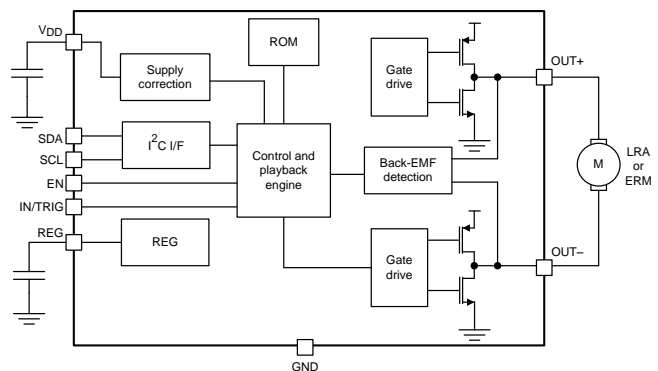 VDD
ROM
Supply
correction
Gate
drive
OUT+
SDA
SCL
I2C I/F
Control and
playback
engine
Back-EMF
detection
M
LRA
or
ERM
EN
IN/TRIG
REG
REG
Gate
drive
OUT–
GND